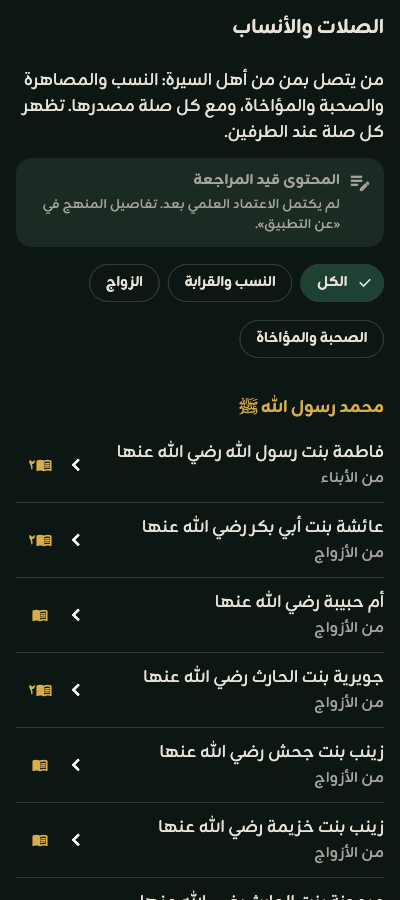 الصلات والأنساب
من يتصل بمن من أهل السيرة: النسب والمصاهرة
والصحبة والمؤاخاة، ومع كل صلة مصدرها. تظهر
كل صلة عند الطرفين.
المحتوى قيد المراجعة
لم يكتمل الاعتماد العلمي بعد. تفاصيل المنهج في
«عن التطبيق».
الكل
النسب والقرابة
الزواج
الصحبة والمؤاخاة
محمد رسول الله ﷺ
فاطمة بنت رسول الله رضي الله عنها
من الأبناء
٢
عائشة بنت أبي بكر رضي الله عنها
من الأزواج
٢
أم حبيبة رضي الله عنها
من الأزواج
جويرية بنت الحارث رضي الله عنها
من الأزواج
٢
زينب بنت جحش رضي الله عنها
من الأزواج
زينب بنت خزيمة رضي الله عنها
من الأزواج